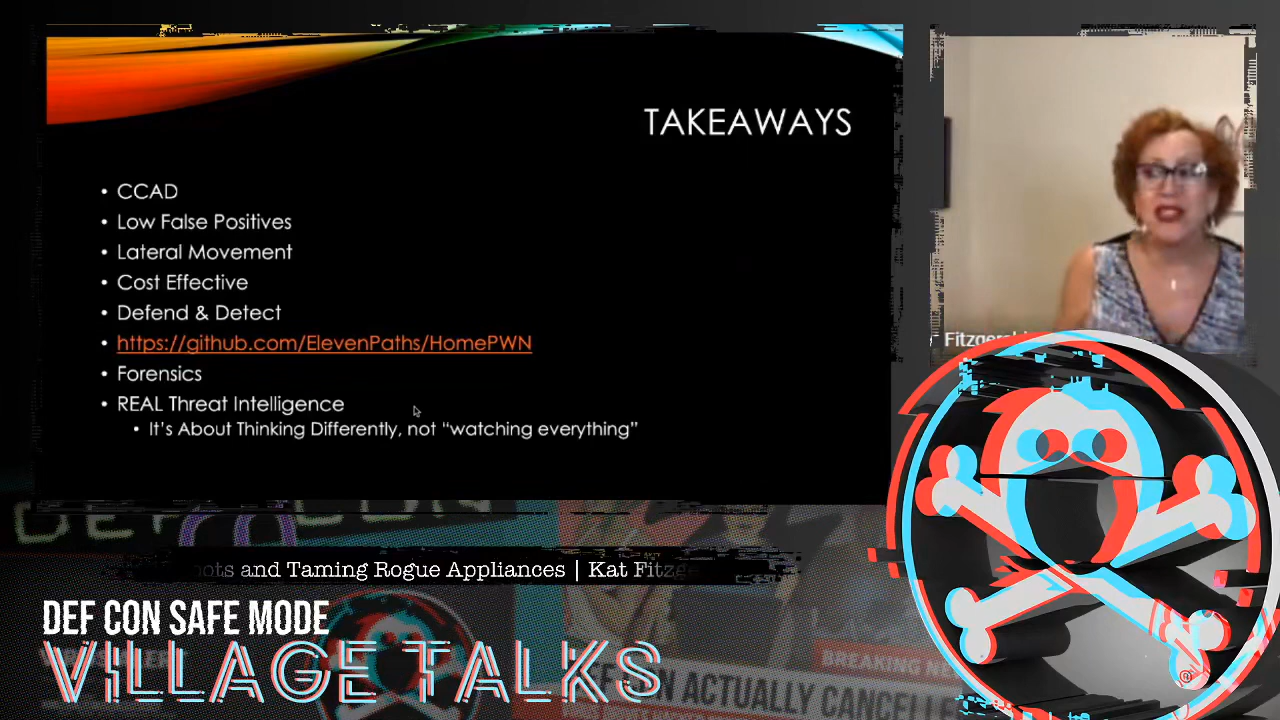 TAKEAWAYS
• CCAD
• Low False Positives
• Lateral Movement
• Cost Effective
• Defend & Detect
• https://github.com/ElevenPaths/HomePWN
• Forensics
• REAL Threat Intelligence
• It's About Thinking Differently, not "watching everything"
and Taming Rogue Appliances | Kat
DEF CON SAFE MODE
VILLAGE TALKS
DEF CON
BREAKING
ACTUALLY
®